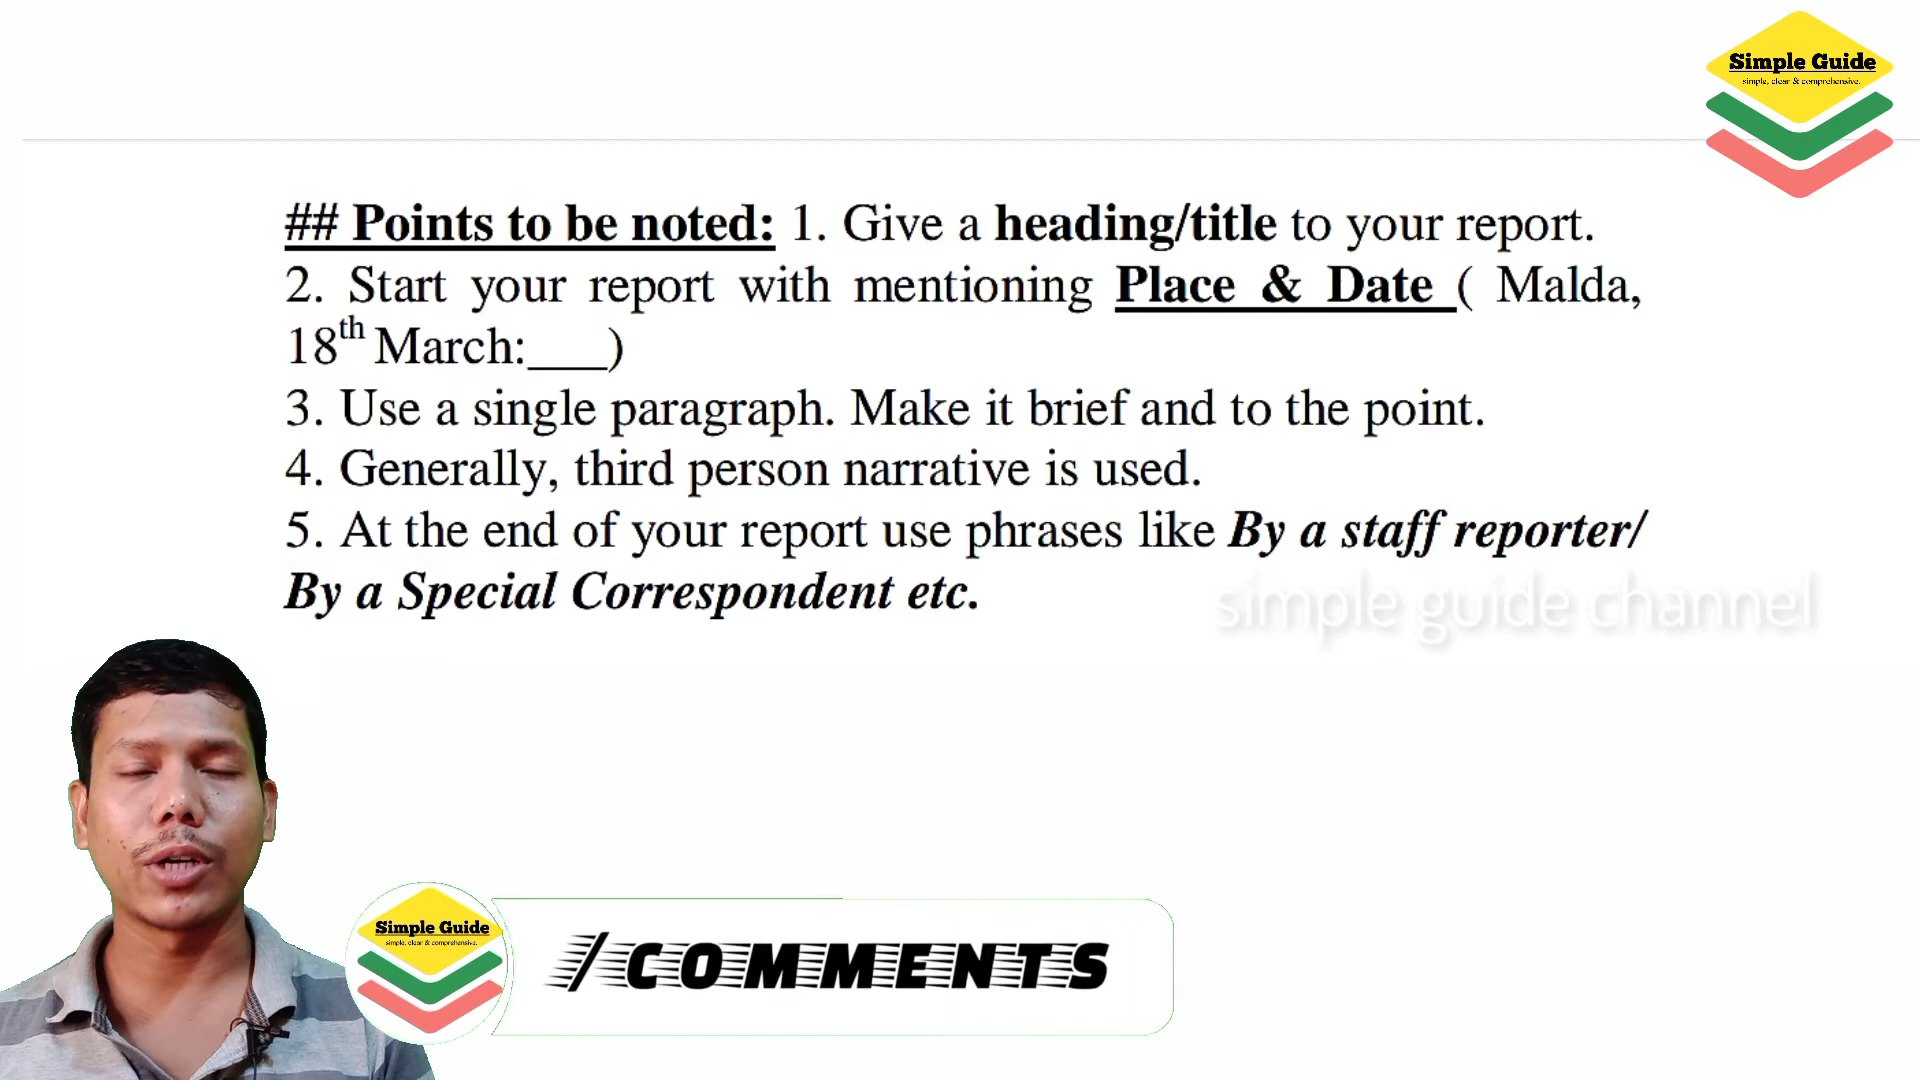 Simple Guide
simple, clear & comprehensive.
## Points to be noted: 1. Give a heading/title to your report.
2. Start your report with mentioning Place & Date ( Malda,
18th March:___)
3. Use a single paragraph. Make it brief and to the point.
4. Generally, third person narrative is used.
5. At the end of your report use phrases like By a staff reporter/
By a Special Correspondent etc.
simple guide channel
Simple Guide
simple, clear & comprehensive.
/COMMENTS